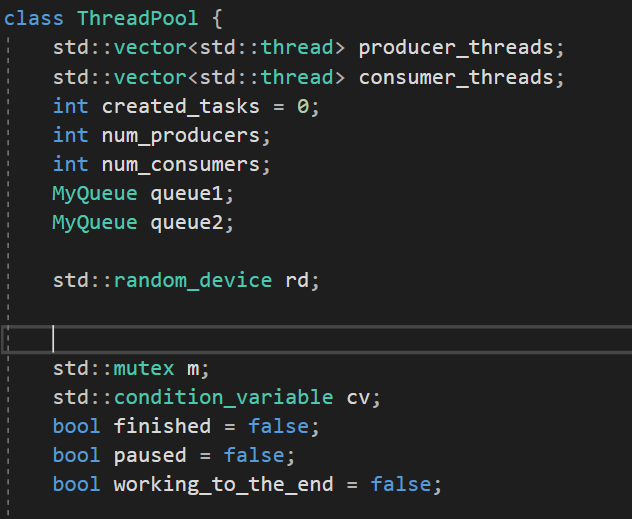 class ThreadPool {
    std::vector<std::thread> producer_threads;
    std::vector<std::thread> consumer_threads;
    int created_tasks = 0;
    int num_producers;
    int num_consumers;
    MyQueue queue1;
    MyQueue queue2;
    std::random_device rd;
    std::mutex m;
    std::condition_variable cv;
    bool finished = false;
    bool paused = false;
    bool working_to_the_end = false;